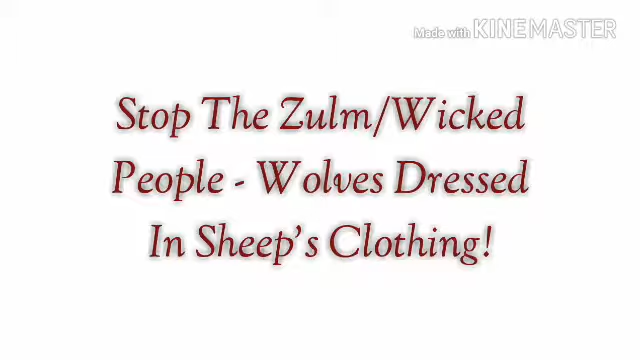 Made with KINEMASTER
Stop The Zulm/Wicked
People - Wolves Dressed
In Sheep's Clothing!